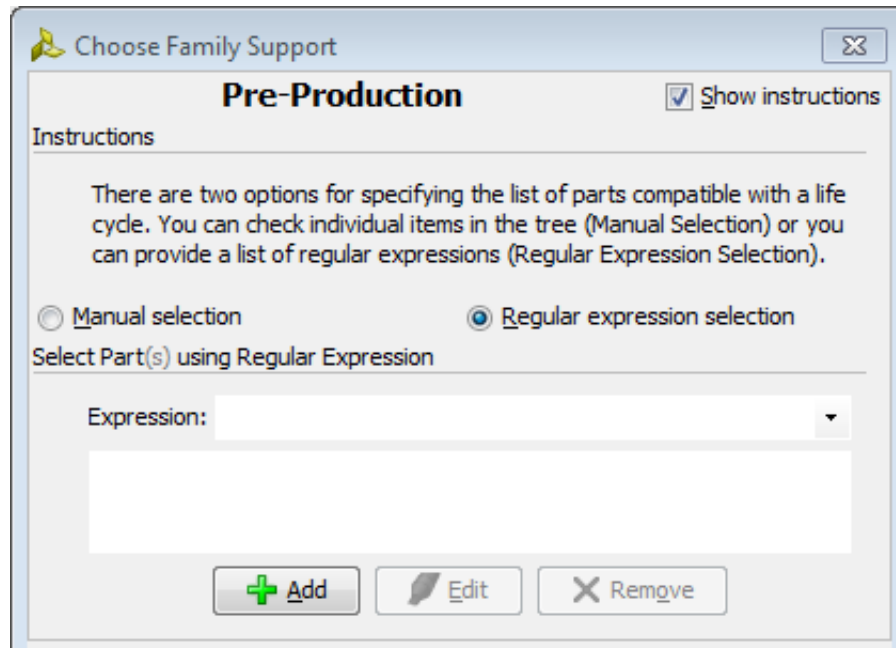 Choose Family Support
Pre-Production
Show instructions
Instructions
There are two options for specifying the list of parts compatible with a life
cycle. You can check individual items in the tree (Manual Selection) or you
can provide a list of regular expressions (Regular Expression Selection).
Manual selection
Regular expression selection
Select Part(s) using Regular Expression
Expression:
Add
Edit
Remove